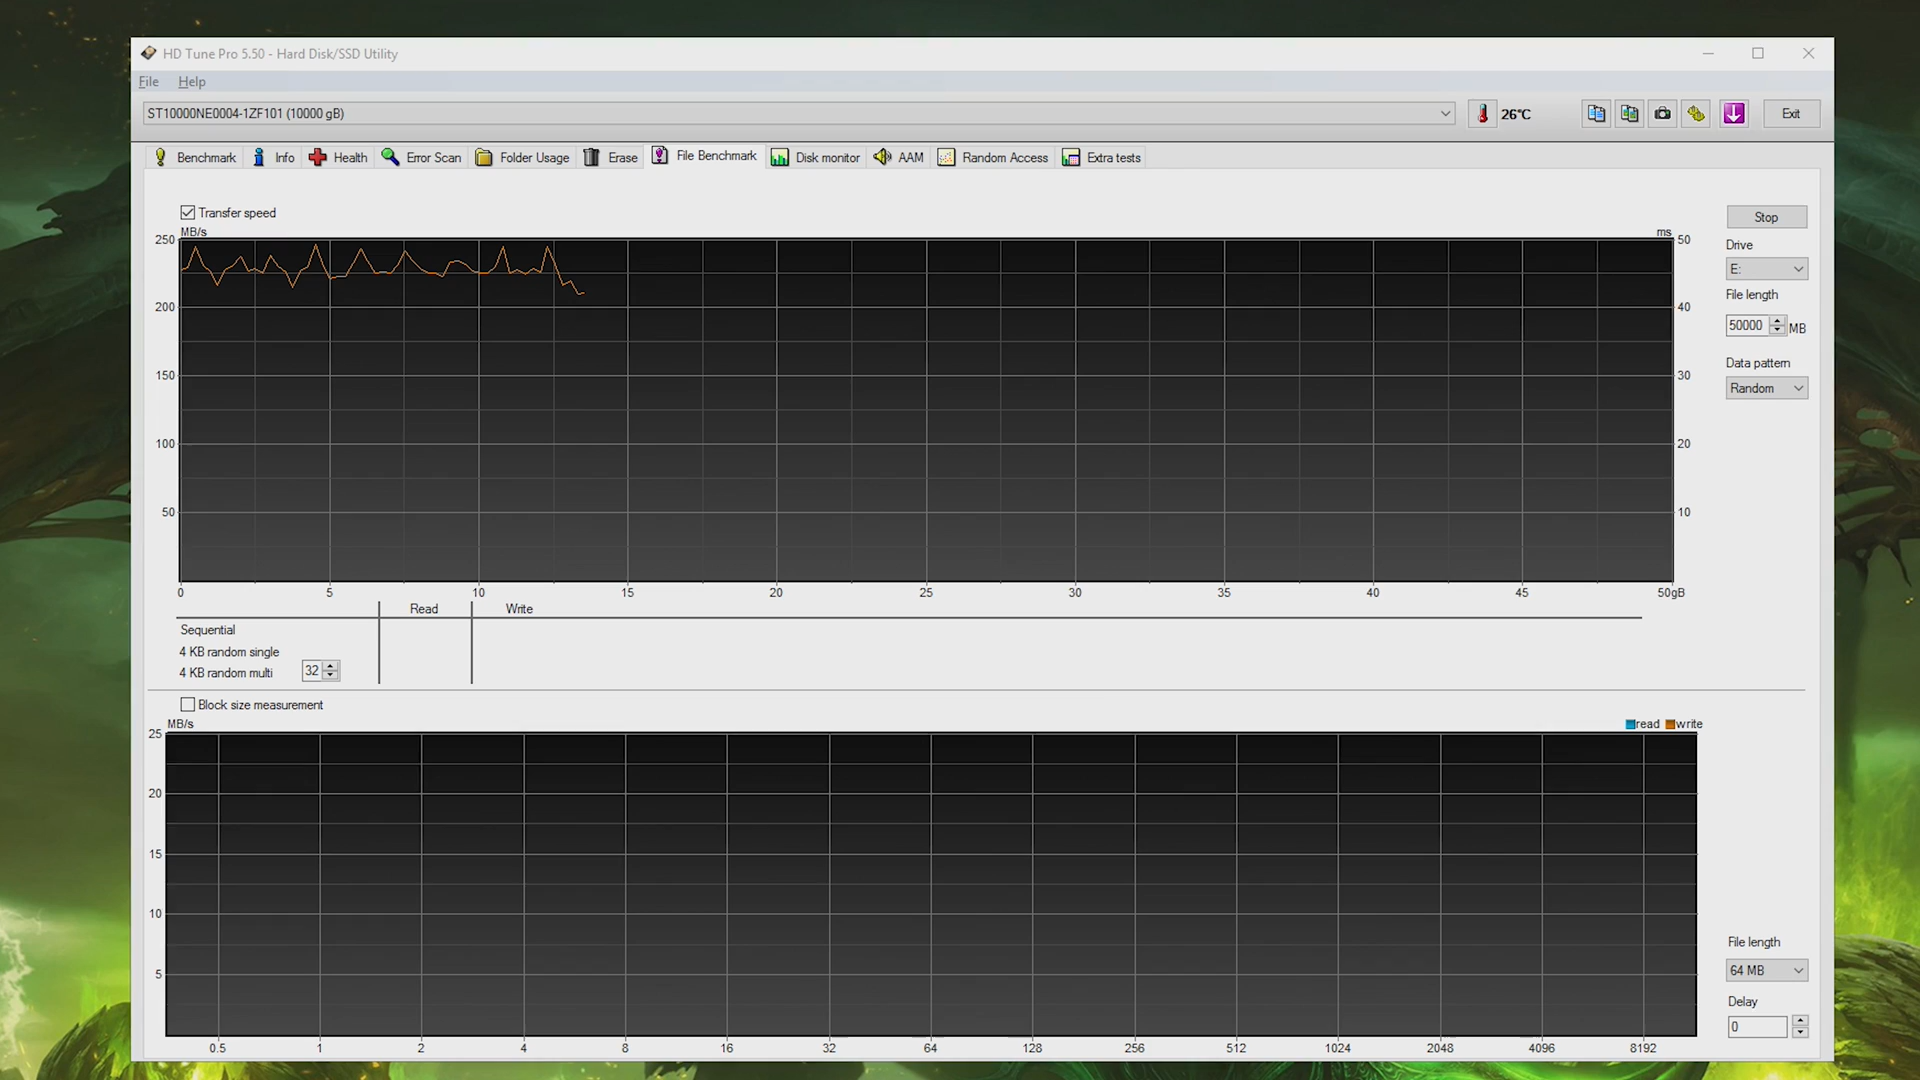 HD Tune Pro 5.50 - Hard Disk/SSD Utility
File Help
ST10000NE0004-1ZF101 (10000 gB) 26°C Exit
Benchmark Info Health Error Scan Folder Usage Erase File Benchmark Disk monitor AAM Random Access Extra tests
Transfer speed
MB/s ms
250 200 150 100 50
50 40 30 20 10
0 5 10 15 20 25 30 35 40 45 50gB
Stop
Drive
E:
File length
50000 MB
Data pattern
Random
Read Write
Sequential
4 KB random single
4 KB random multi 32
Block size measurement
MB/s read write
25
20
15
10
5
0.5 1 2 4 8 16 32 64 128 256 512 1024 2048 4096 8192
File length
64 MB
Delay
0